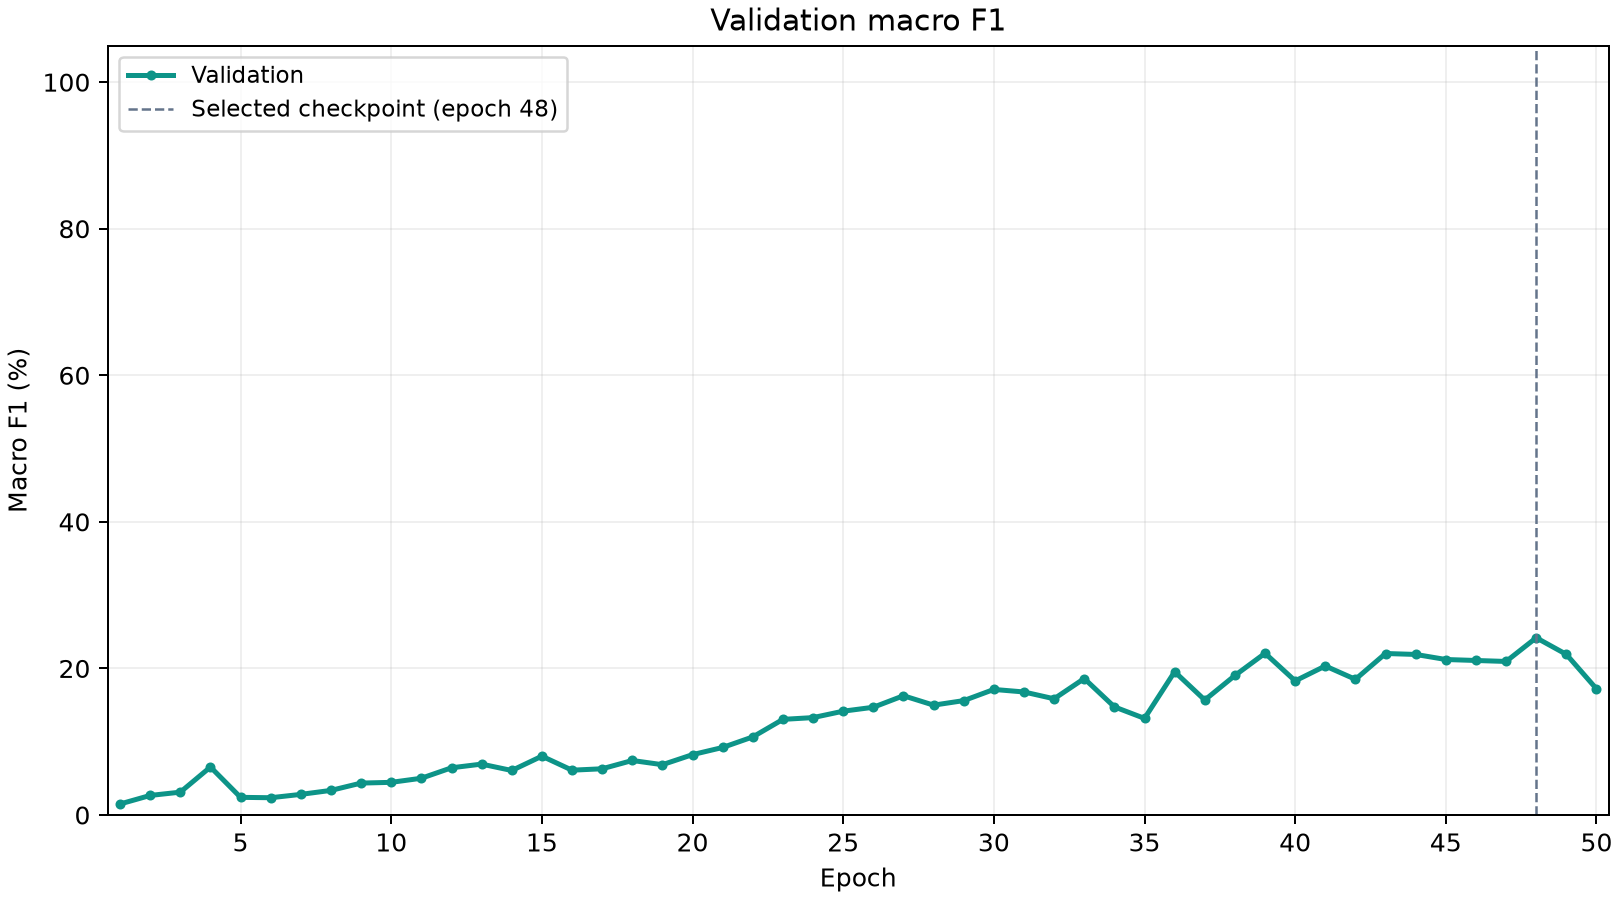 Validation macro F1
Validation
Selected checkpoint (epoch 48)
Macro F1 (%)
100
80
60
40
20
0
5 10 15 20 25 30 35 40 45 50
Epoch